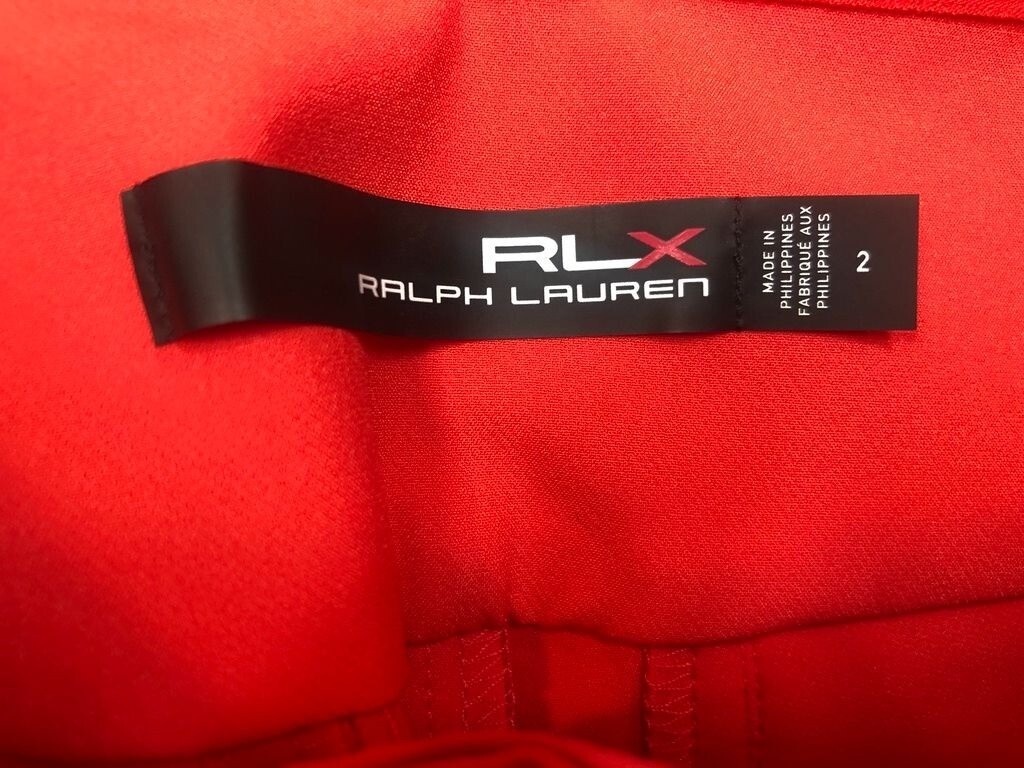 RLX
RALPH LAUREN
MADE IN
PHILIPPINES
FABRIQUÉ AUX
PHILIPPINES
2